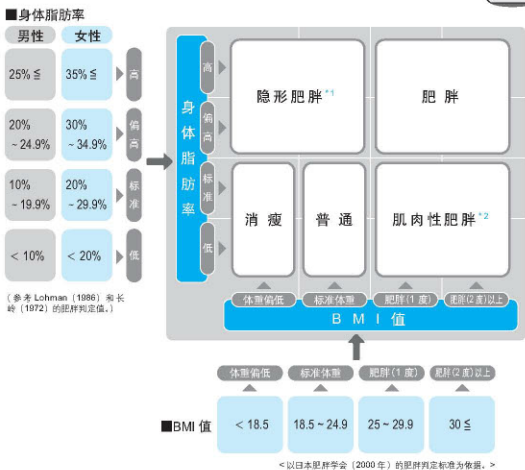 ■身体脂肪率
男性 女性
25%≦ 35%≦ 高
20% ~24.9% 30% ~34.9% 偏高
10% ~19.9% 20% ~29.9% 标准
<10% <20% 低
(参考 Lohman (1986) 和长
岭 (1972) 的肥胖判定值。)
身体脂肪率
高
偏高
标准
低
隐形肥胖*1 肥胖
消瘦 普通 肌肉性肥胖*2
体重偏低 标准体重 肥胖(1度) 肥胖(2度)以上
BMI值
体重偏低 标准体重 肥胖(1度) 肥胖(2度)以上
■BMI 值 <18.5 18.5~24.9 25~29.9 30≦
<以日本肥胖学会(2000年)的肥胖判定标准为依据。>